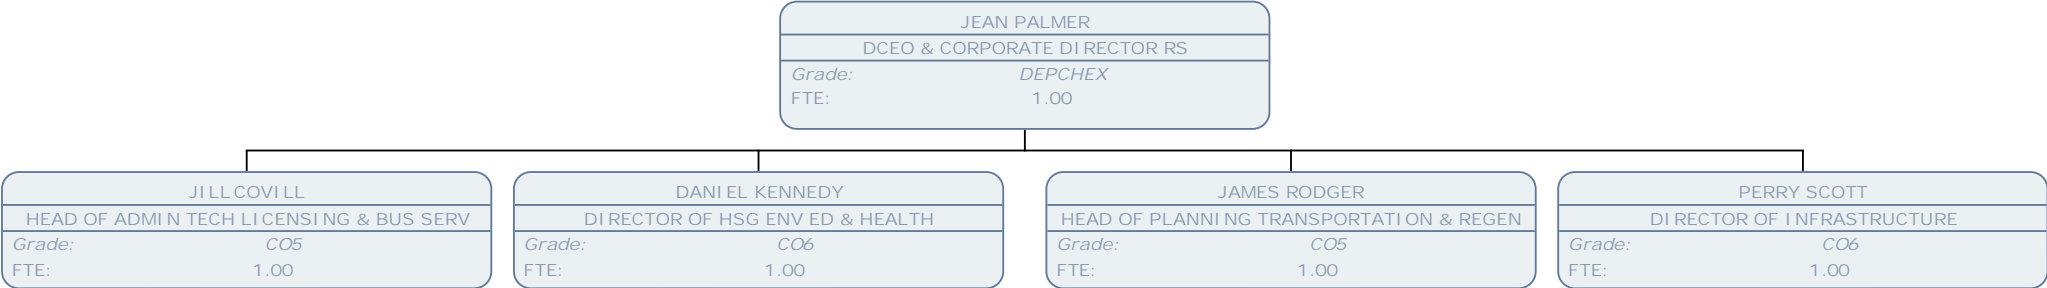 JEAN PALMER
DCEO & CORPORATE DIRECTOR RS
Grade: DEPCHEX
FTE: 1.00
JILL COVILL
HEAD OF ADMIN TECH LICENSING & BUS SERV
Grade: CO5
FTE: 1.00
DANIEL KENNEDY
DIRECTOR OF HSG ENV ED & HEALTH
Grade: CO6
FTE: 1.00
JAMES RODGER
HEAD OF PLANNING TRANSPORTATION & REGEN
Grade: CO5
FTE: 1.00
PERRY SCOTT
DIRECTOR OF INFRASTRUCTURE
Grade: CO6
FTE: 1.00